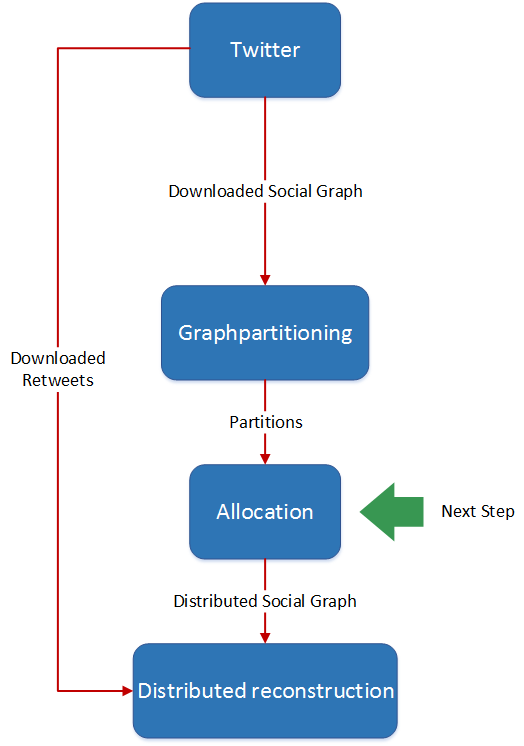 Twitter
Downloaded Social Graph
Graphpartitioning
Downloaded
Retweets
Partitions
Allocation
Next Step
Distributed Social Graph
Distributed reconstruction